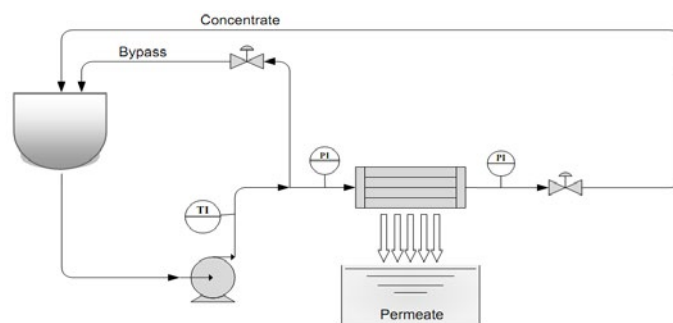 Concentrate
Bypass
PI
PI
TI
Permeate